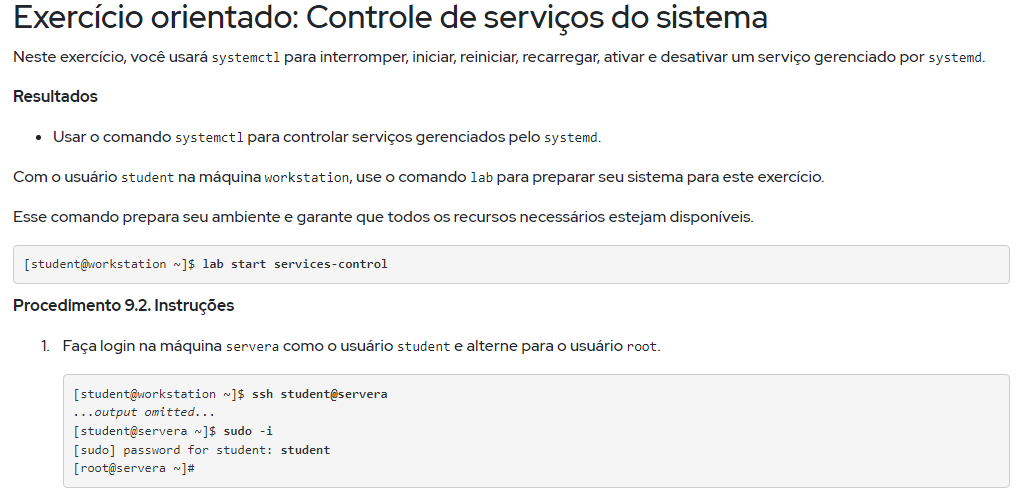 Exercício orientado: Controle de serviços do sistema
Neste exercício, você usará systemctl para interromper, iniciar, reiniciar, recarregar, ativar e desativar um serviço gerenciado por systemd.
Resultados
• Usar o comando systemctl para controlar serviços gerenciados pelo systemd.
Com o usuário student na máquina workstation, use o comando lab para preparar seu sistema para este exercício.
Esse comando prepara seu ambiente e garante que todos os recursos necessários estejam disponíveis.
[student@workstation ~]$ lab start services-control
Procedimento 9.2. Instruções
1. Faça login na máquina servera como o usuário student e alterne para o usuário root.
[student@workstation ~]$ ssh student@servera
...output omitted...
[student@servera ~]$ sudo -i
[sudo] password for student: student
[root@servera ~]#